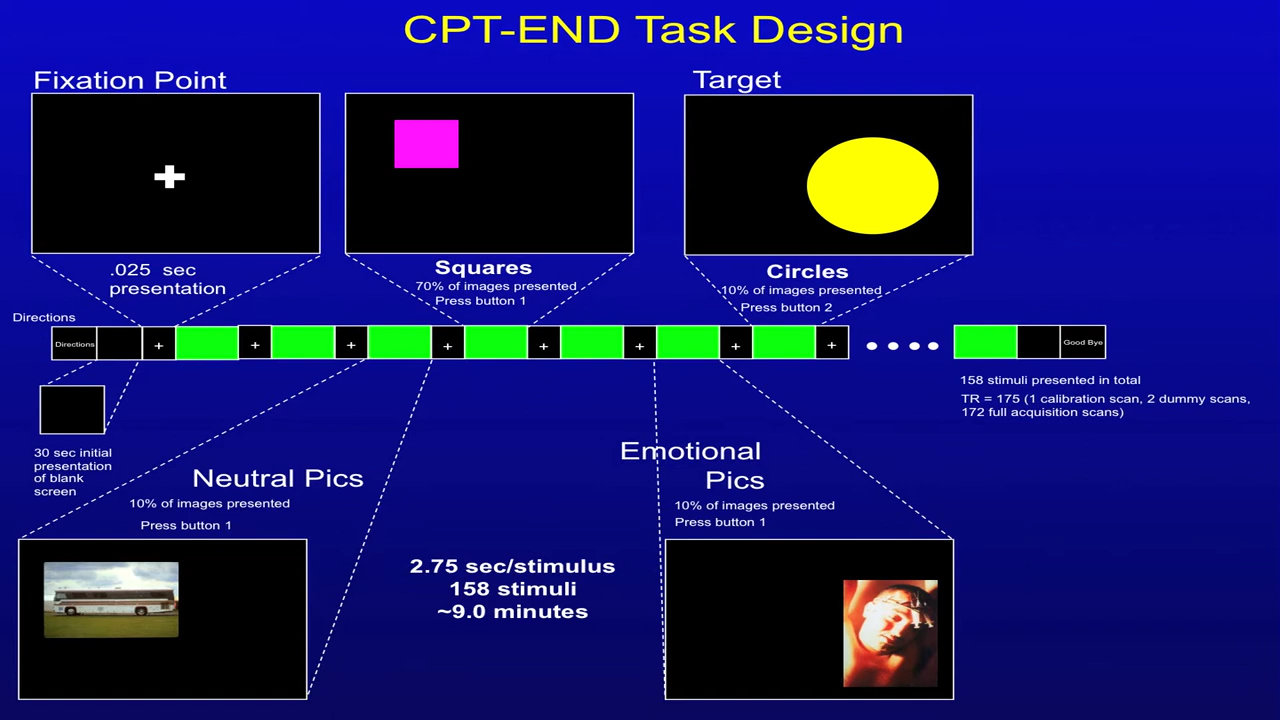 CPT-END Task Design
Fixation Point
Target
.025 sec
presentation
Squares
70% of images presented
Press button 1
Circles
10% of images presented
Press button 2
Directions
Directions
+
+
+
+
+
+
+
+
Good Bye
158 stimuli presented in total
TR = 175 (1 calibration scan, 2 dummy scans,
172 full acquisition scans)
30 sec initial
presentation
of blank
screen
Neutral Pics
10% of images presented
Press button 1
Emotional
Pics
10% of images presented
Press button 1
2.75 sec/stimulus
158 stimuli
~9.0 minutes